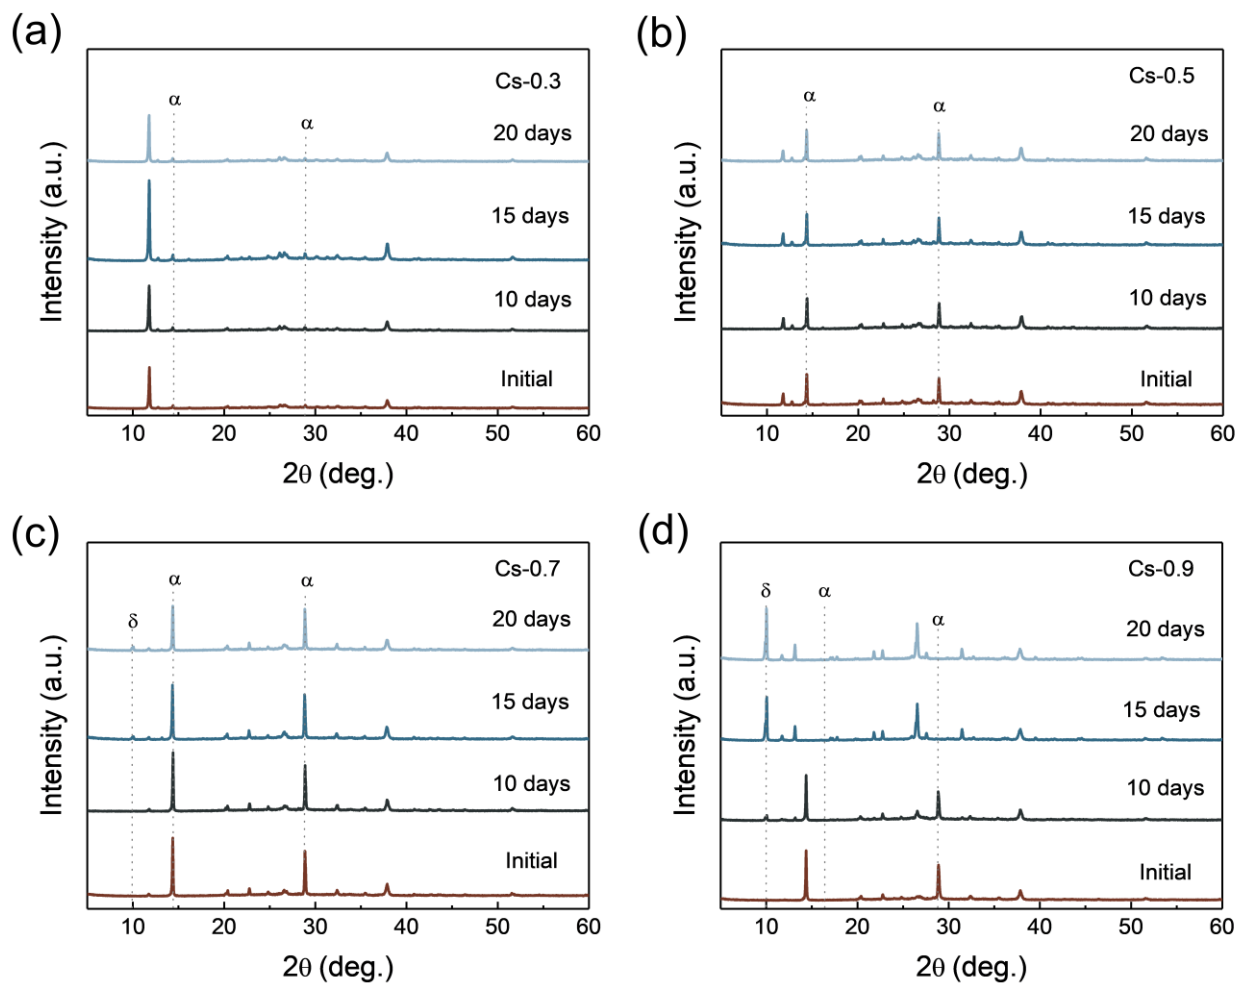 (a)
Cs-0.3
α
α
20 days
15 days
10 days
Initial
Intensity (a.u.)
10 20 30 40 50 60
2θ (deg.)
(b)
Cs-0.5
α
α
20 days
15 days
10 days
Initial
Intensity (a.u.)
10 20 30 40 50 60
2θ (deg.)
(c)
Cs-0.7
δ
α
α
20 days
15 days
10 days
Initial
Intensity (a.u.)
10 20 30 40 50 60
2θ (deg.)
(d)
Cs-0.9
δ
α
α
20 days
15 days
10 days
Initial
Intensity (a.u.)
10 20 30 40 50 60
2θ (deg.)